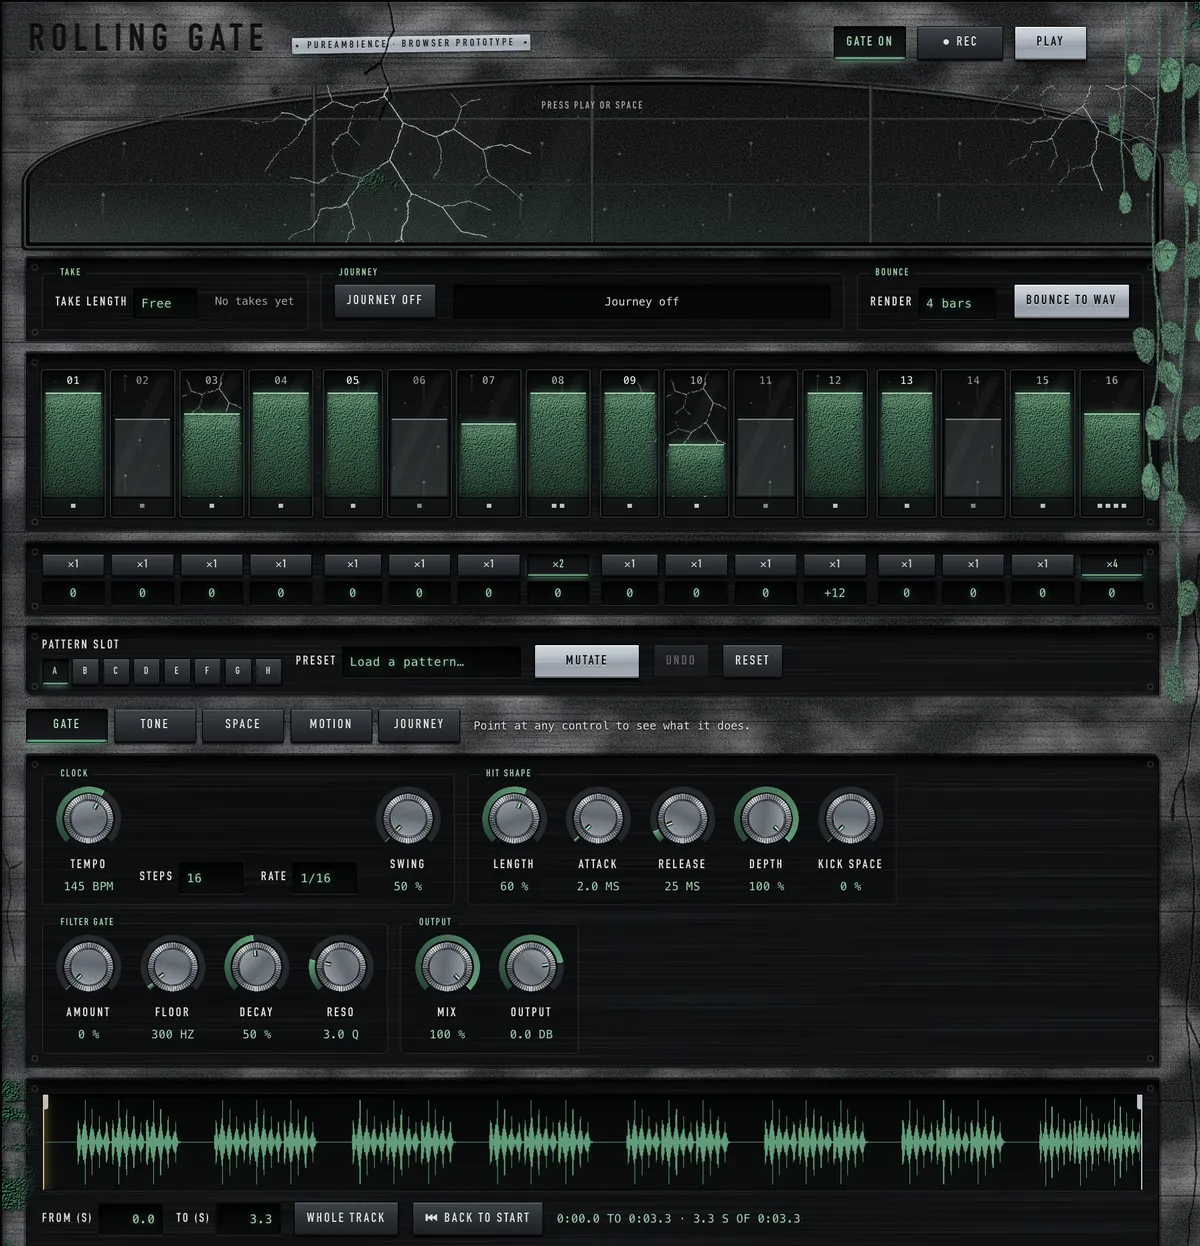 ROLLING GATE
• PUREAMBIENCE · BROWSER PROTOTYPE •
GATE ON
● REC
PLAY
PRESS PLAY OR SPACE
TAKE
TAKE LENGTH Free No takes yet
JOURNEY
JOURNEY OFF Journey off
BOUNCE
RENDER 4 bars BOUNCE TO WAV
01 02 03 04 05 06 07 08 09 10 11 12 13 14 15 16
×1 ×1 ×1 ×1 ×1 ×1 ×1 ×2 ×1 ×1 ×1 ×1 ×1 ×1 ×1 ×4
0 0 0 0 0 0 0 0 0 0 0 +12 0 0 0 0
PATTERN SLOT
A B C D E F G H
PRESET Load a pattern… MUTATE UNDO RESET
GATE TONE SPACE MOTION JOURNEY Point at any control to see what it does.
CLOCK
TEMPO
145 BPM
STEPS 16
RATE 1/16
SWING
50 %
HIT SHAPE
LENGTH ATTACK RELEASE DEPTH KICK SPACE
60 % 2.0 MS 25 MS 100 % 0 %
FILTER GATE
AMOUNT FLOOR DECAY RESO
0 % 300 HZ 50 % 3.0 Q
OUTPUT
MIX OUTPUT
100 % 0.0 DB
FROM (S) 0.0 TO (S) 3.3 WHOLE TRACK ⏮ BACK TO START 0:00.0 TO 0:03.3 · 3.3 S OF 0:03.3